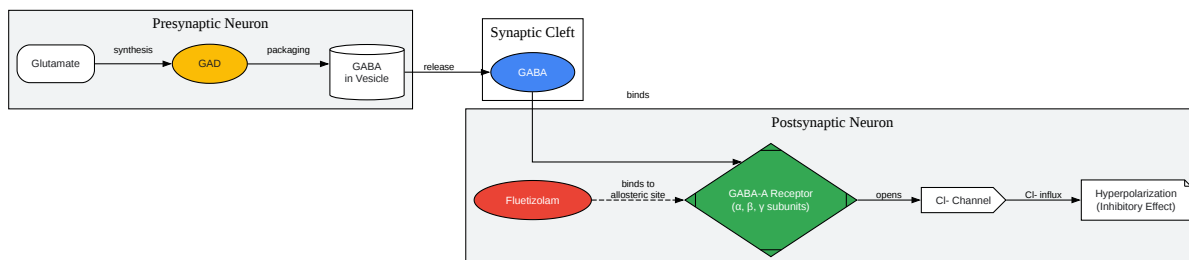 Presynaptic Neuron
Glutamate
synthesis
GAD
packaging
GABA
in Vesicle
release
Synaptic Cleft
GABA
binds
Postsynaptic Neuron
Fluetizolam
binds to
allosteric site
GABA-A Receptor
(α, β, γ subunits)
opens
Cl- Channel
Cl- influx
Hyperpolarization
(Inhibitory Effect)